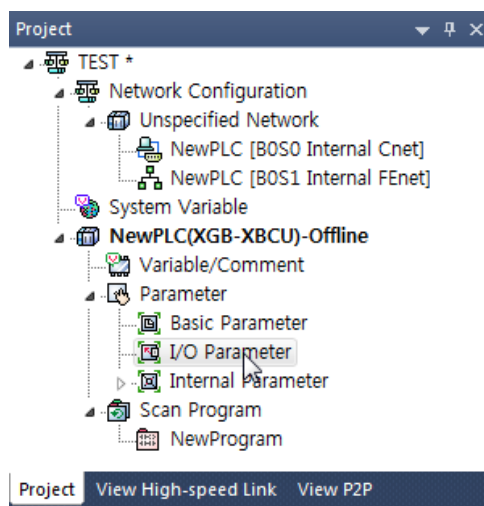 Project
TEST *
Network Configuration
Unspecified Network
NewPLC [B0S0 Internal Cnet]
NewPLC [B0S1 Internal FEnet]
System Variable
NewPLC(XGB-XBCU)-Offline
Variable/Comment
Parameter
Basic Parameter
I/O Parameter
Internal Parameter
Scan Program
NewProgram
Project View High-speed Link View P2P